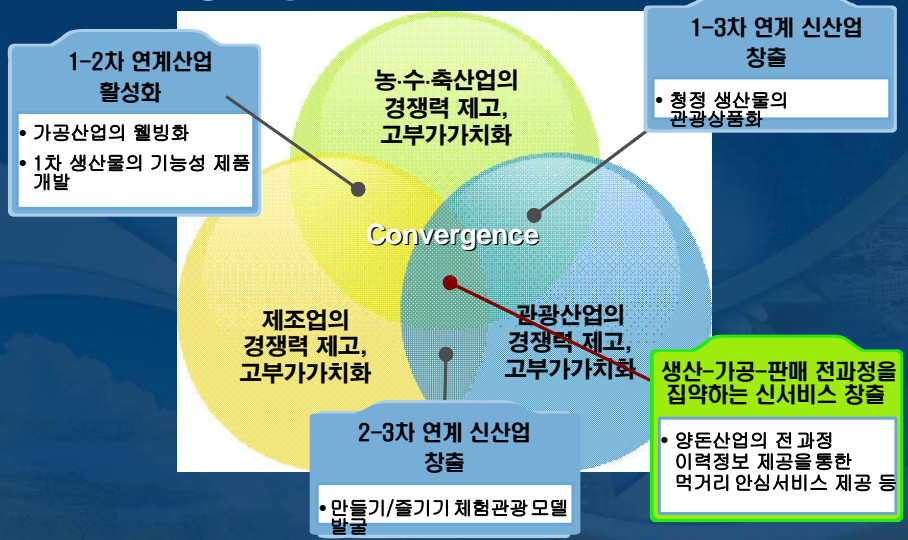 1-2차 연계산업
활성화
• 가공산업의 웰빙화
• 1차 생산물의 기능성 제품
개발
농·수·축산업의
경쟁력 제고,
고부가가치화
1-3차 연계 신산업
창출
• 청정 생산물의
관광상품화
Convergence
제조업의
경쟁력 제고,
고부가가치화
관광산업의
경쟁력 제고,
고부가가치화
2-3차 연계 신산업
창출
• 만들기/즐기기 체험관광 모델
발굴
생산-가공-판매 전과정을
집약하는 신서비스 창출
• 양돈산업의 전 과정
이력정보 제공을 통한
먹거리 안심서비스 제공 등